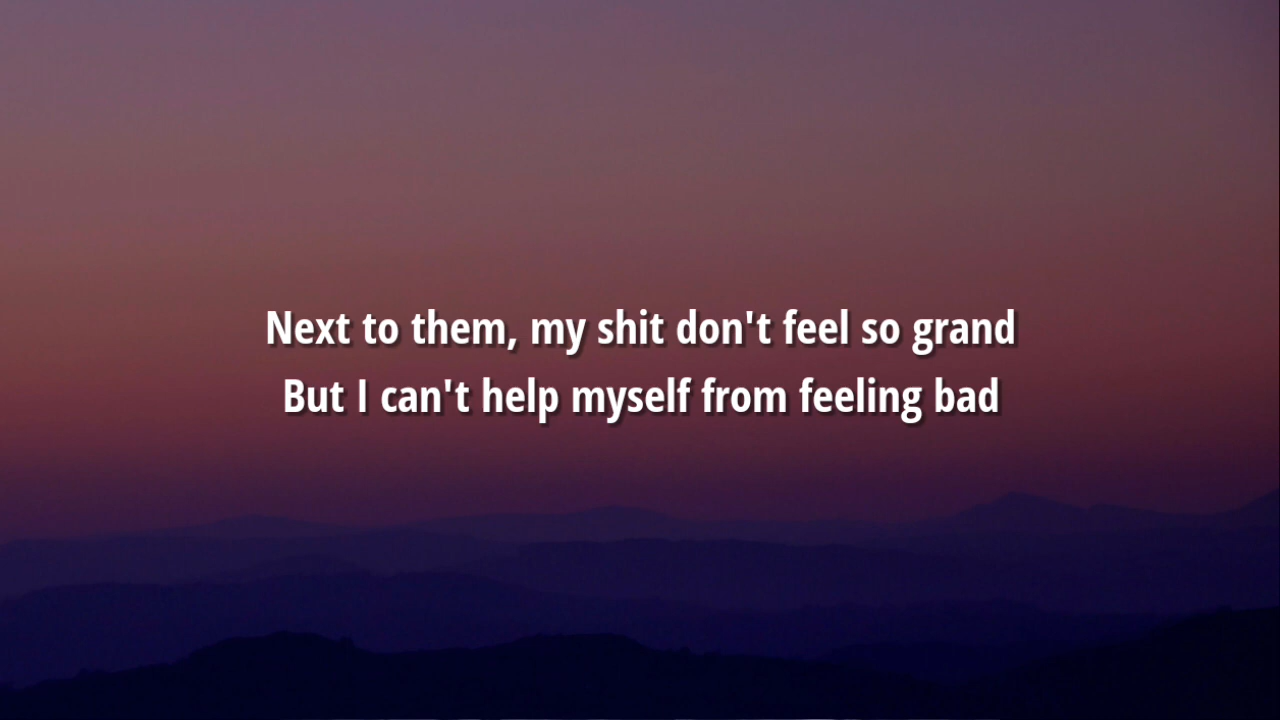 Next to them, my shit don't feel so grand
But I can't help myself from feeling bad